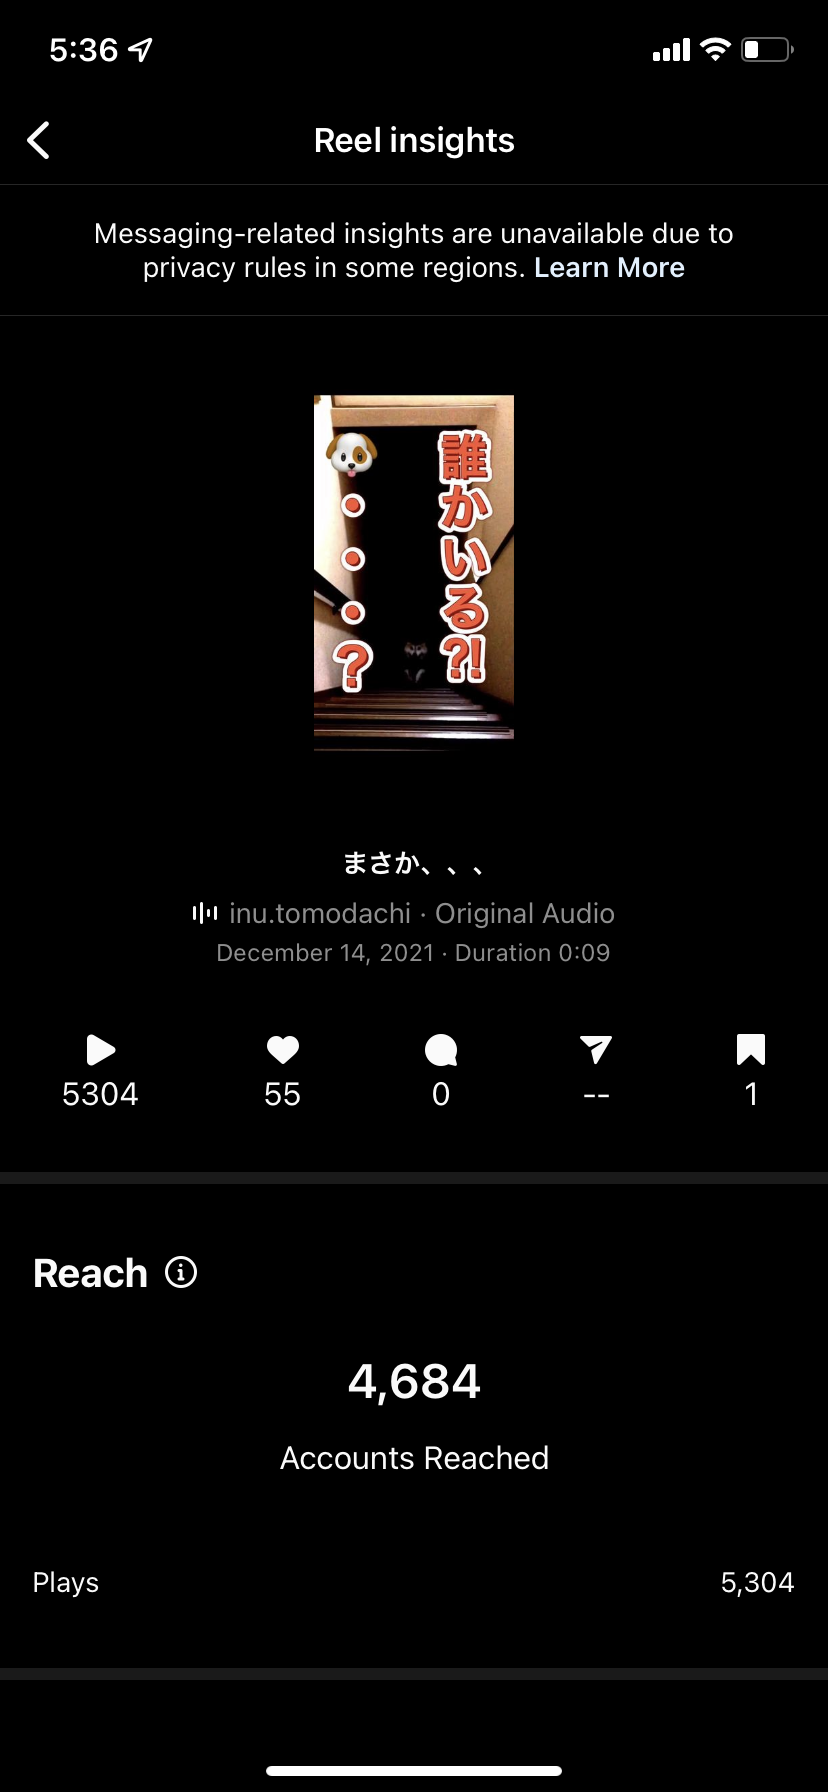 5:36
Reel insights
Messaging-related insights are unavailable due to
privacy rules in some regions. Learn More
誰かいる?!
・・・?
まさか、、、
inu.tomodachi · Original Audio
December 14, 2021 · Duration 0:09
5304 55 0 -- 1
Reach
4,684
Accounts Reached
Plays 5,304